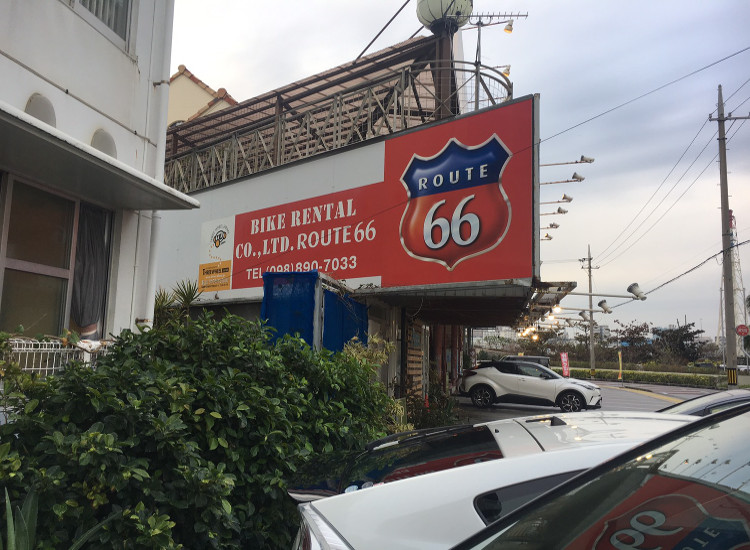 BIKE RENTAL
CO.,LTD. ROUTE 66
TEL(098)890-7033
ROUTE
66